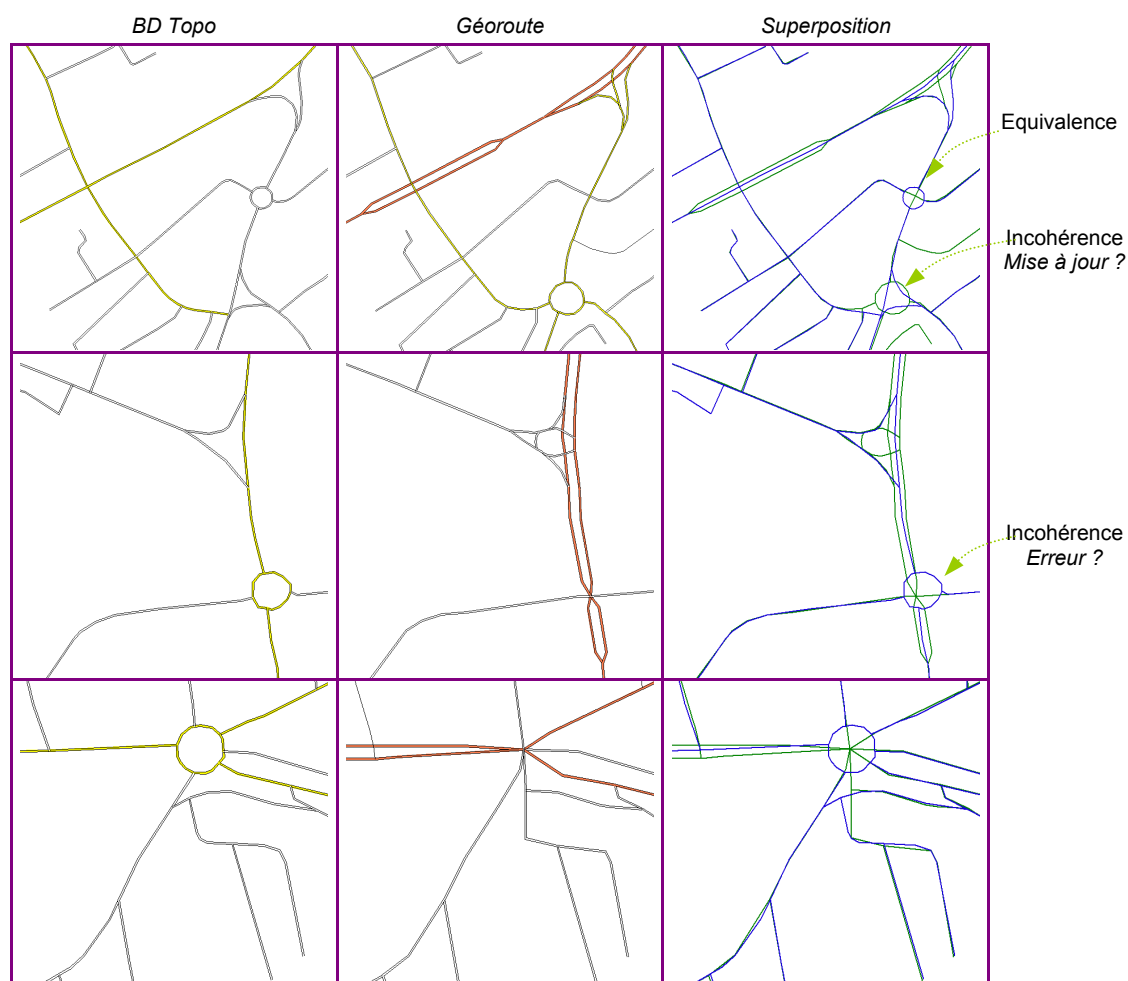 BD Topo
Géoroute
Superposition
Equivalence
Incohérence
Mise à jour ?
Incohérence
Erreur ?